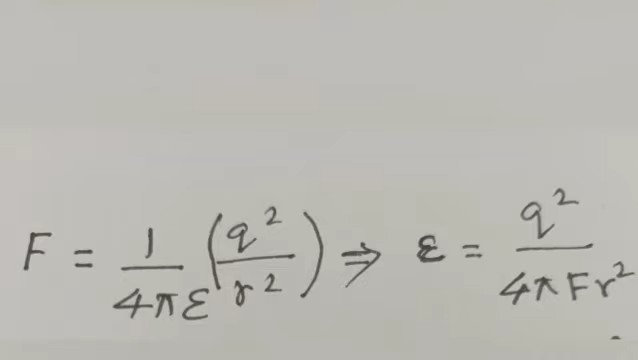 F = 1/4πε (q²/r²) ⇒ ε = q²/4πFr²